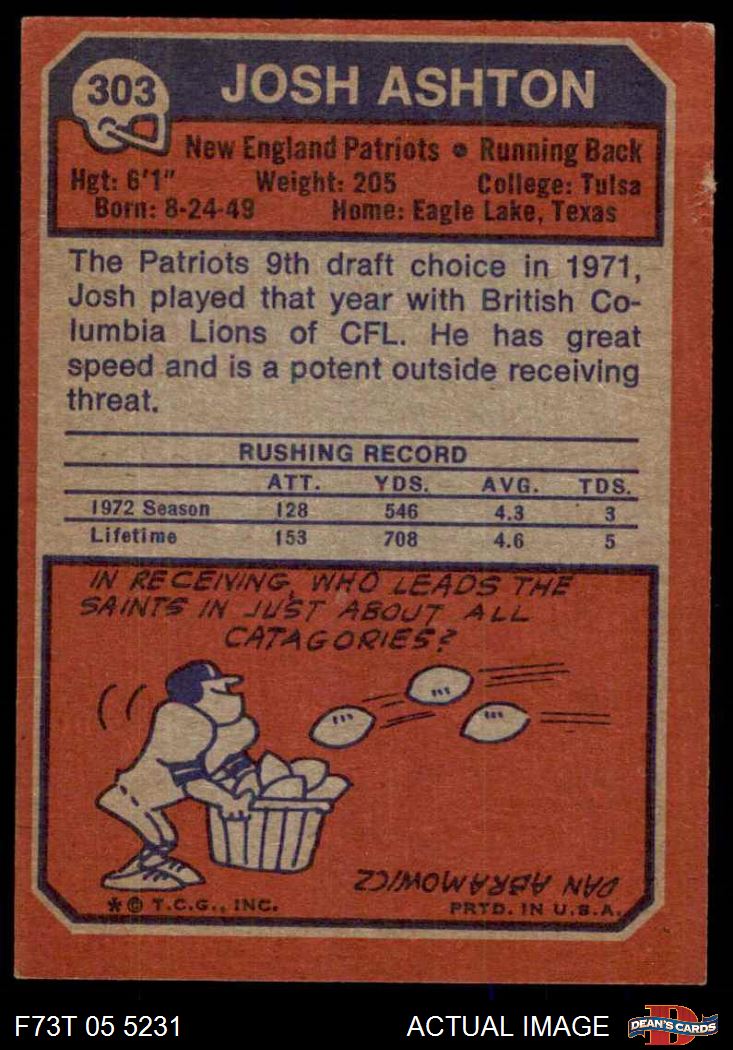 303
JOSH ASHTON
New England Patriots • Running Back
Hgt: 6'1" Weight: 205 College: Tulsa
Born: 8-24-49 Home: Eagle Lake, Texas
The Patriots 9th draft choice in 1971,
Josh played that year with British Co-
lumbia Lions of CFL. He has great
speed and is a potent outside receiving
threat.
RUSHING RECORD
ATT. YDS. AVG. TDS.
1972 Season 128 546 4.3 3
Lifetime 153 708 4.6 5
IN RECEIVING, WHO LEADS THE
SAINTS IN JUST ABOUT ALL
CATAGORIES?
DAN ABRAMOWICZ
* © T.C.G., INC. PRTD. IN U.S.A.
F73T 05 5231 ACTUAL IMAGE
D
DEAN'S CARDS